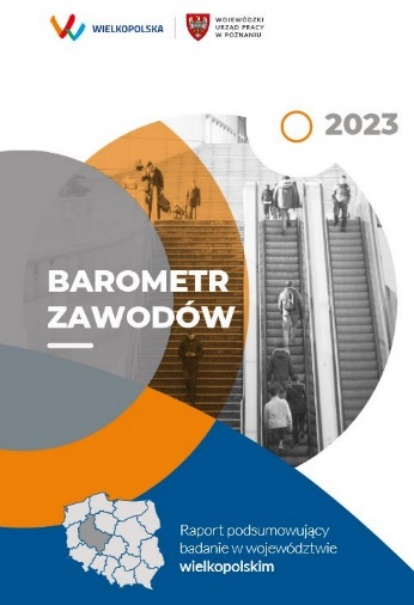 WIELKOPOLSKA
WOJEWÓDZKI
URZĄD PRACY
W POZNANIU
2023
BAROMETR
ZAWODÓW
Raport podsumowujący
badanie w województwie
wielkopolskim